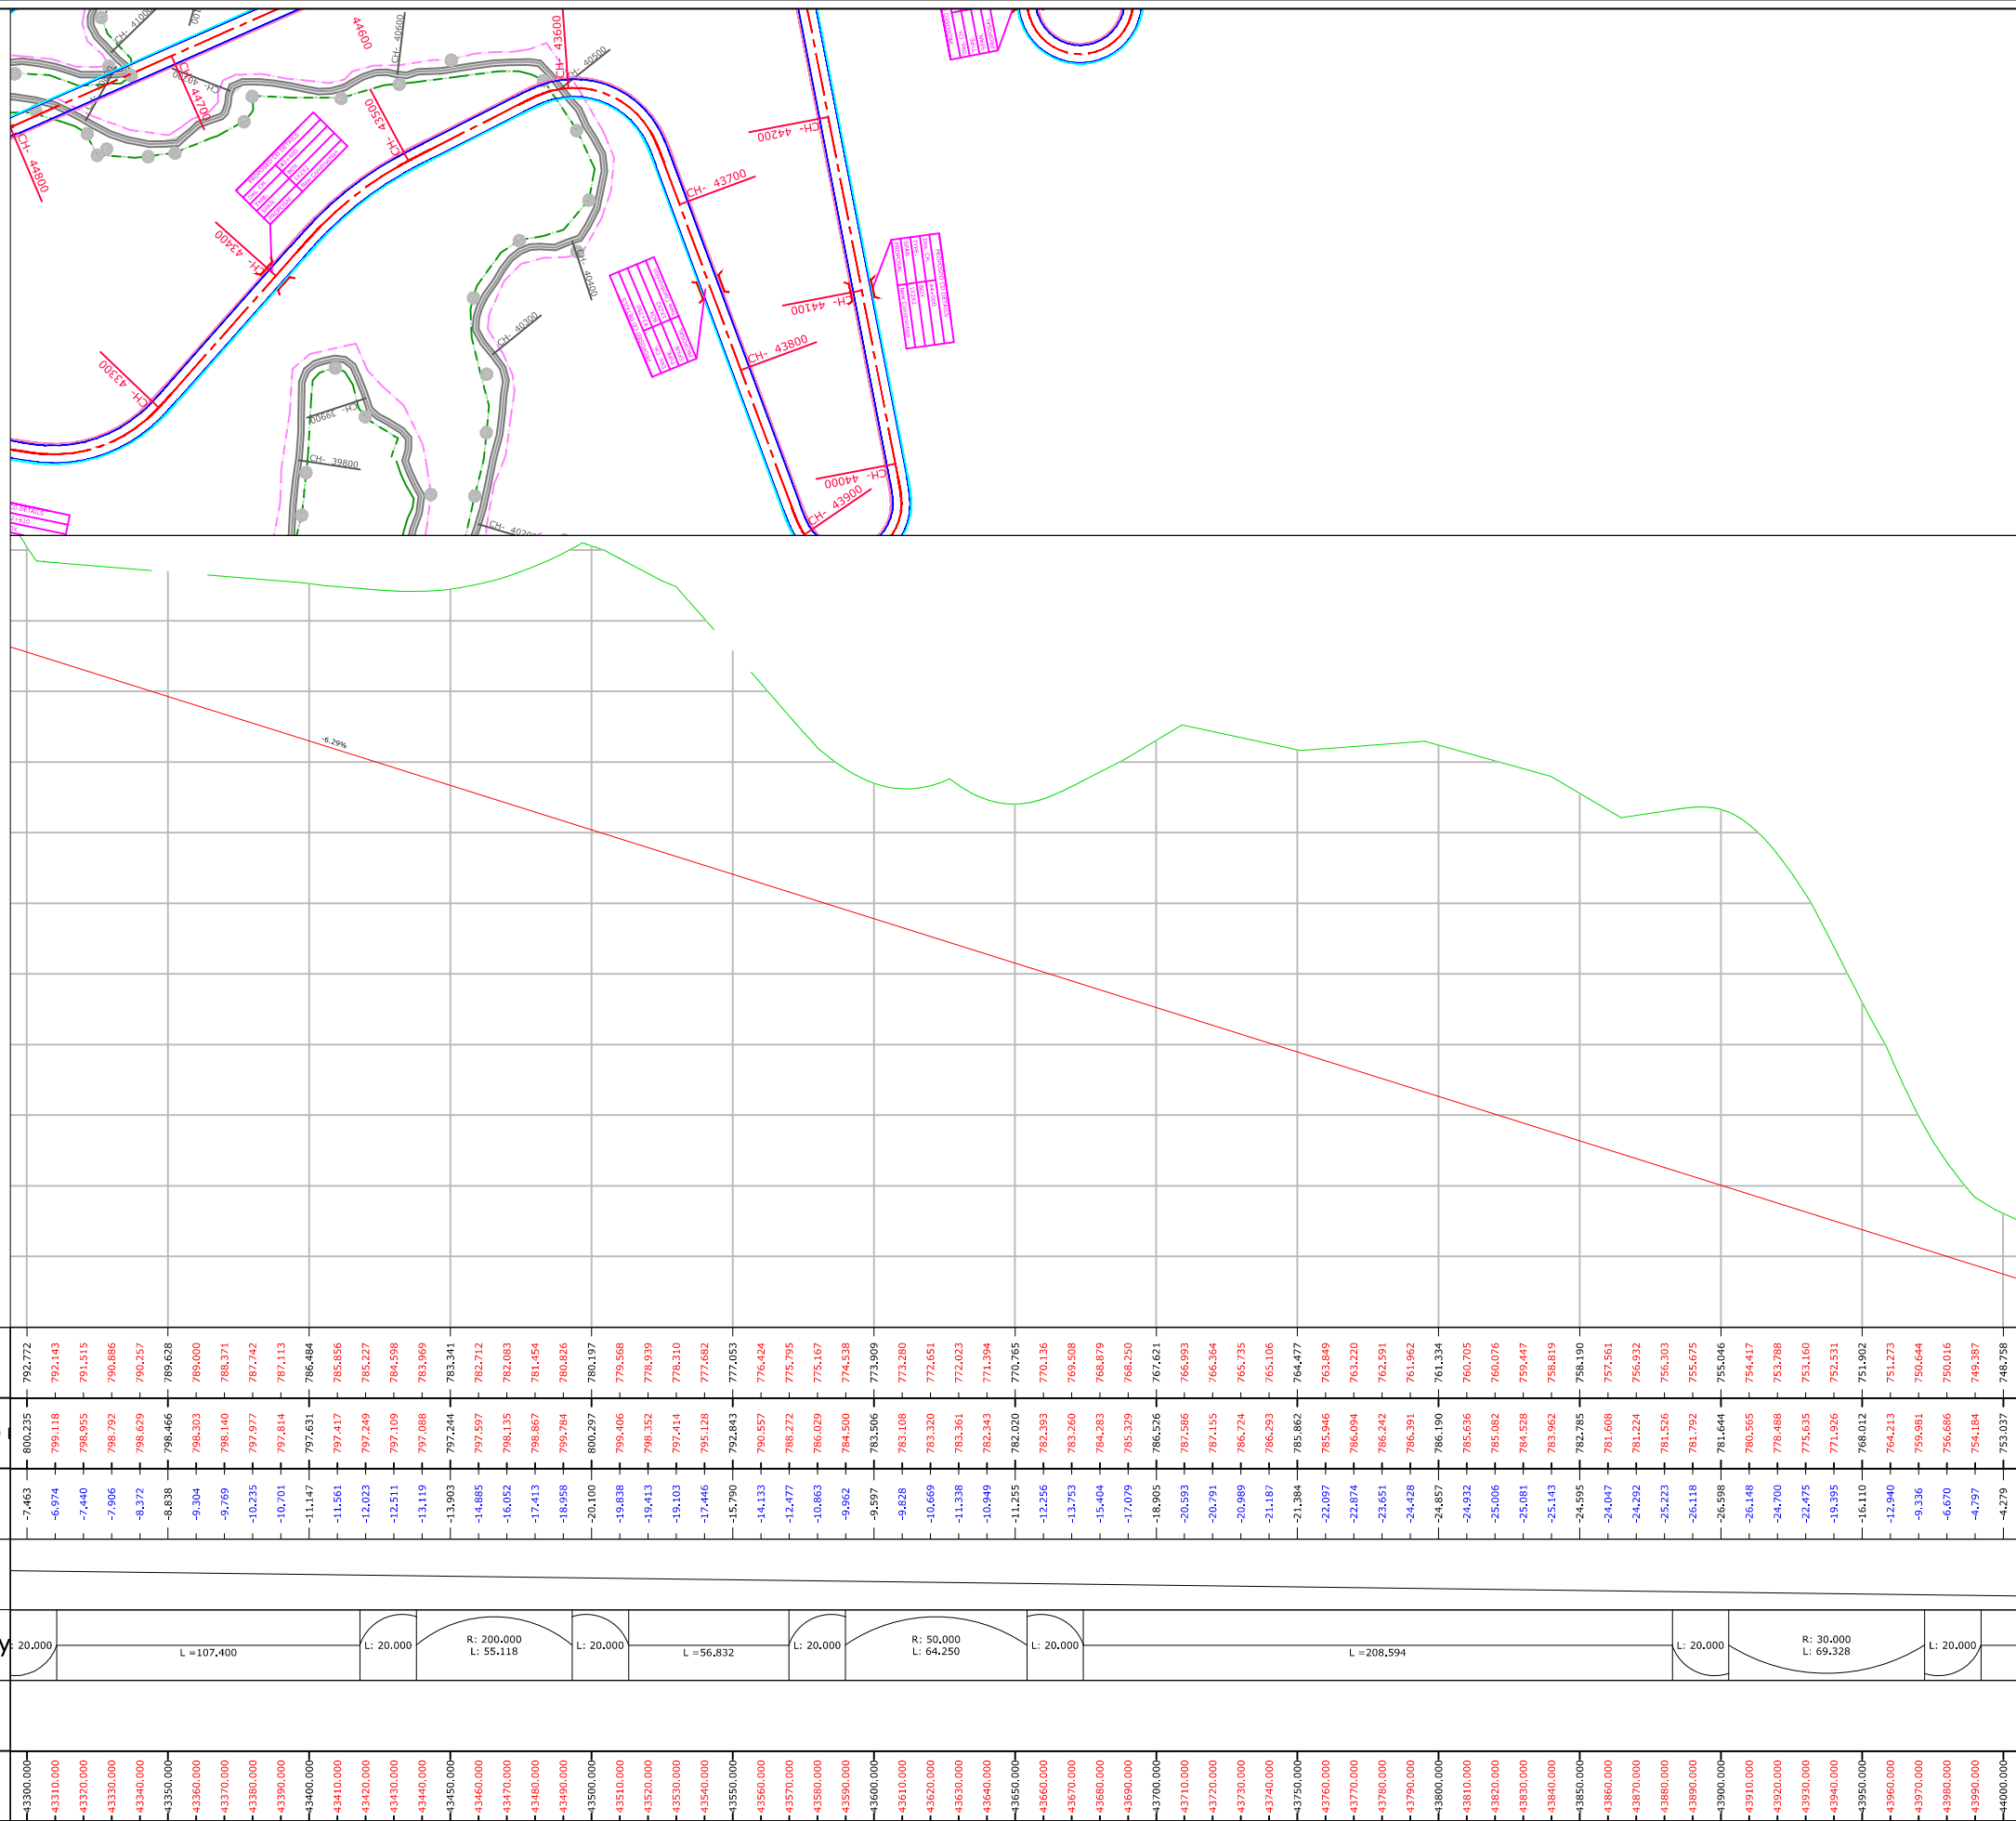 CH- 41000
CH- 40700
CH- 44700
CH- 44800
44600
CH- 40600
CH- 43500
CH- 43600
CH- 40500
CH- 43400
CH- 43300
CH- 43700
CH- 44200
CH- 40400
CH- 40300
CH- 44100
CH- 43800
CH- 39900
CH- 39800
CH- 44000
CH- 43900
PROPOSED CD DETAILS
New Construction
-6.29%
792.772 792.143 791.515 790.886 790.257 789.628 789.000 788.371 787.742 787.113 786.484 785.856 785.227 784.598 783.969 783.341 782.712 782.083 781.454 780.826 780.197 779.568 778.939 778.310 777.682 777.053 776.424 775.795 775.167 774.538 773.909 773.280 772.651 772.023 771.394 770.765 770.136 769.508 768.879 768.250 767.621 766.993 766.364 765.735 765.106 764.477 763.849 763.220 762.591 761.962 761.334 760.705 760.076 759.447 758.819 758.190 757.561 756.932 756.303 755.675 755.046 754.417 753.788 753.160 752.531 751.902 751.273 750.644 750.016 749.387 748.758
800.235 799.118 798.955 798.792 798.629 798.466 798.303 798.140 797.977 797.814 797.631 797.417 797.249 797.109 797.088 797.244 797.597 798.135 798.867 799.784 800.297 799.406 798.352 797.414 795.128 792.843 790.557 788.272 786.029 784.500 783.506 783.108 783.320 783.361 782.343 782.020 782.393 783.260 784.283 785.329 786.526 787.586 787.155 786.724 786.293 785.862 785.946 786.094 786.242 786.391 786.190 785.636 785.082 784.528 783.962 782.785 781.608 781.224 781.526 781.792 781.644 780.565 778.488 775.635 771.926 768.012 764.213 759.981 756.686 754.184 753.037
-7.463 -6.974 -7.440 -7.906 -8.372 -8.838 -9.304 -9.769 -10.235 -10.701 -11.147 -11.561 -12.023 -12.511 -13.119 -13.903 -14.885 -16.052 -17.413 -18.958 -20.100 -19.838 -19.413 -19.103 -17.446 -15.790 -14.133 -12.477 -10.863 -9.962 -9.597 -9.828 -10.669 -11.338 -10.949 -11.255 -12.256 -13.753 -15.404 -17.079 -18.905 -20.593 -20.791 -20.989 -21.187 -21.384 -22.097 -22.874 -23.651 -24.428 -24.857 -24.932 -25.006 -25.081 -25.143 -24.595 -24.047 -24.292 -25.223 -26.118 -26.598 -26.148 -24.700 -22.475 -19.395 -16.110 -12.940 -9.336 -6.670 -4.797 -4.279
y
: 20.000
L =107.400
L: 20.000
R: 200.000
L: 55.118
L: 20.000
L =56.832
L: 20.000
R: 50.000
L: 64.250
L: 20.000
L =208.594
L: 20.000
R: 30.000
L: 69.328
L: 20.000
43300.000 43310.000 43320.000 43330.000 43340.000 43350.000 43360.000 43370.000 43380.000 43390.000 43400.000 43410.000 43420.000 43430.000 43440.000 43450.000 43460.000 43470.000 43480.000 43490.000 43500.000 43510.000 43520.000 43530.000 43540.000 43550.000 43560.000 43570.000 43580.000 43590.000 43600.000 43610.000 43620.000 43630.000 43640.000 43650.000 43660.000 43670.000 43680.000 43690.000 43700.000 43710.000 43720.000 43730.000 43740.000 43750.000 43760.000 43770.000 43780.000 43790.000 43800.000 43810.000 43820.000 43830.000 43840.000 43850.000 43860.000 43870.000 43880.000 43890.000 43900.000 43910.000 43920.000 43930.000 43940.000 43950.000 43960.000 43970.000 43980.000 43990.000 44000.000